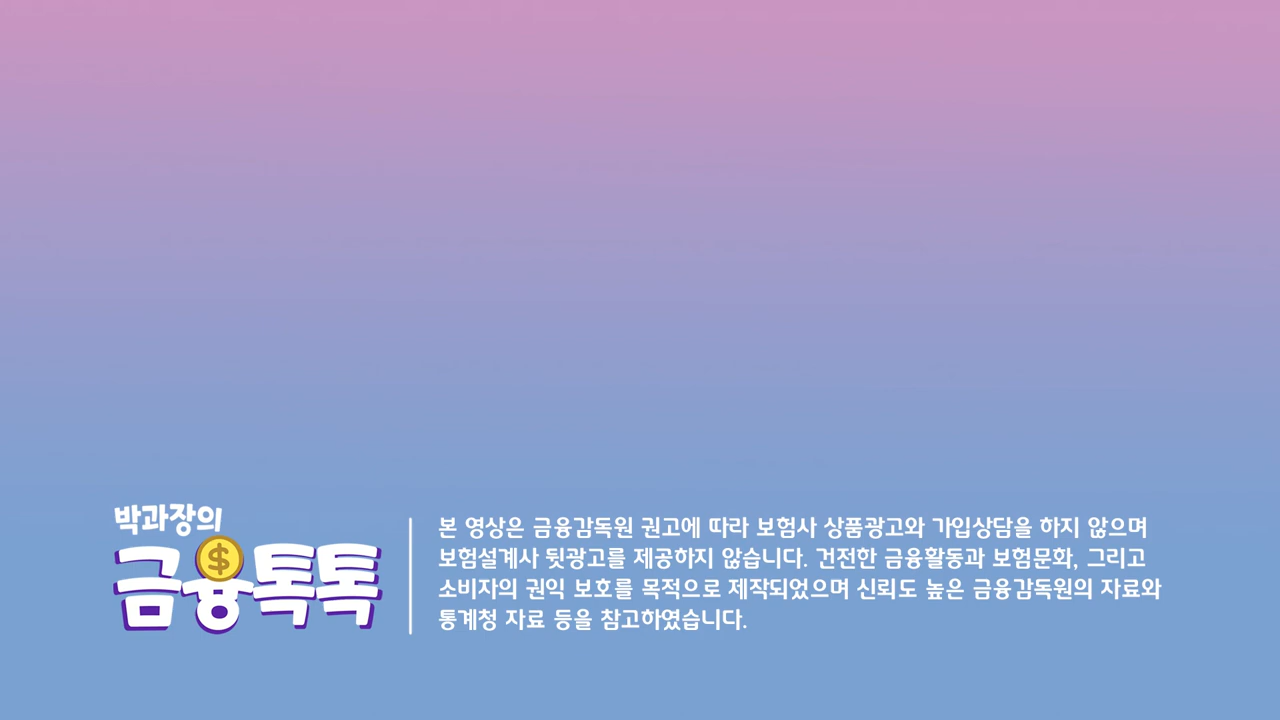 박과장의
금융톡톡
본 영상은 금융감독원 권고에 따라 보험사 상품광고와 가입상담을 하지 않으며
보험설계사 뒷광고를 제공하지 않습니다. 건전한 금융활동과 보험문화, 그리고
소비자의 권익 보호를 목적으로 제작되었으며 신뢰도 높은 금융감독원의 자료와
통계청 자료 등을 참고하였습니다.